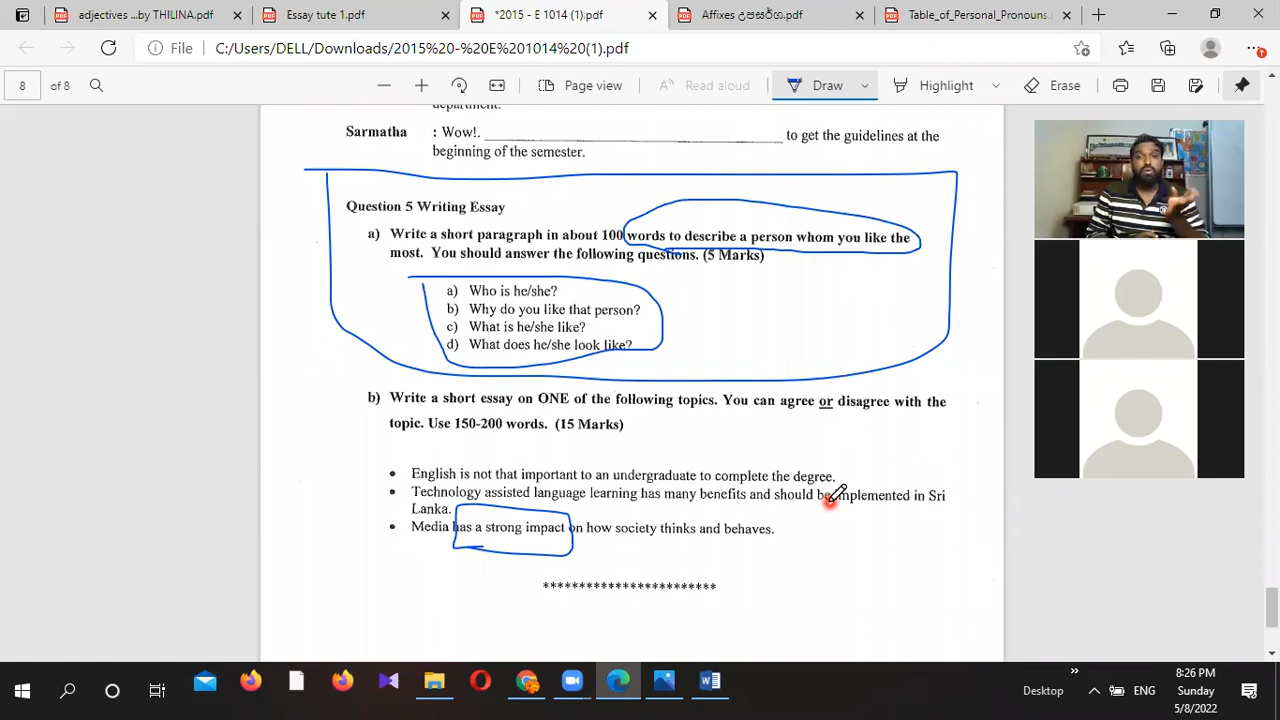 adjectives ...by THILINA.pdf
Essay tute 1.pdf
*2015 - E 1014 (1).pdf
Affixes උපසර්ග.pdf
Table_of_Personal_Pronouns.
File
C:/Users/DELL/Downloads/2015%20-%20E%201014%20(1).pdf
8
of 8
Page view
Read aloud
Draw
Highlight
Erase
department.
Sarmatha : Wow!. ______________________________ to get the guidelines at the
beginning of the semester.
Question 5 Writing Essay
a) Write a short paragraph in about 100 words to describe a person whom you like the
most. You should answer the following questions. (5 Marks)
a) Who is he/she?
b) Why do you like that person?
c) What is he/she like?
d) What does he/she look like?
b) Write a short essay on ONE of the following topics. You can agree or disagree with the
topic. Use 150-200 words. (15 Marks)
• English is not that important to an undergraduate to complete the degree.
• Technology assisted language learning has many benefits and should be implemented in Sri
Lanka.
• Media has a strong impact on how society thinks and behaves.
************************
Desktop
ENG
8:26 PM
Sunday
5/8/2022